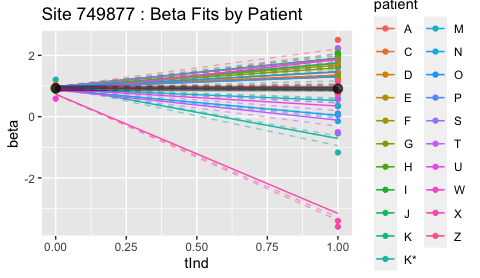 Site 749877 : Beta Fits by Patient
beta
2
0
-2
0.00 0.25 0.50 0.75 1.00
tInd
patient
A M
C N
D O
E P
F S
G T
H U
I W
J X
K Z
K*